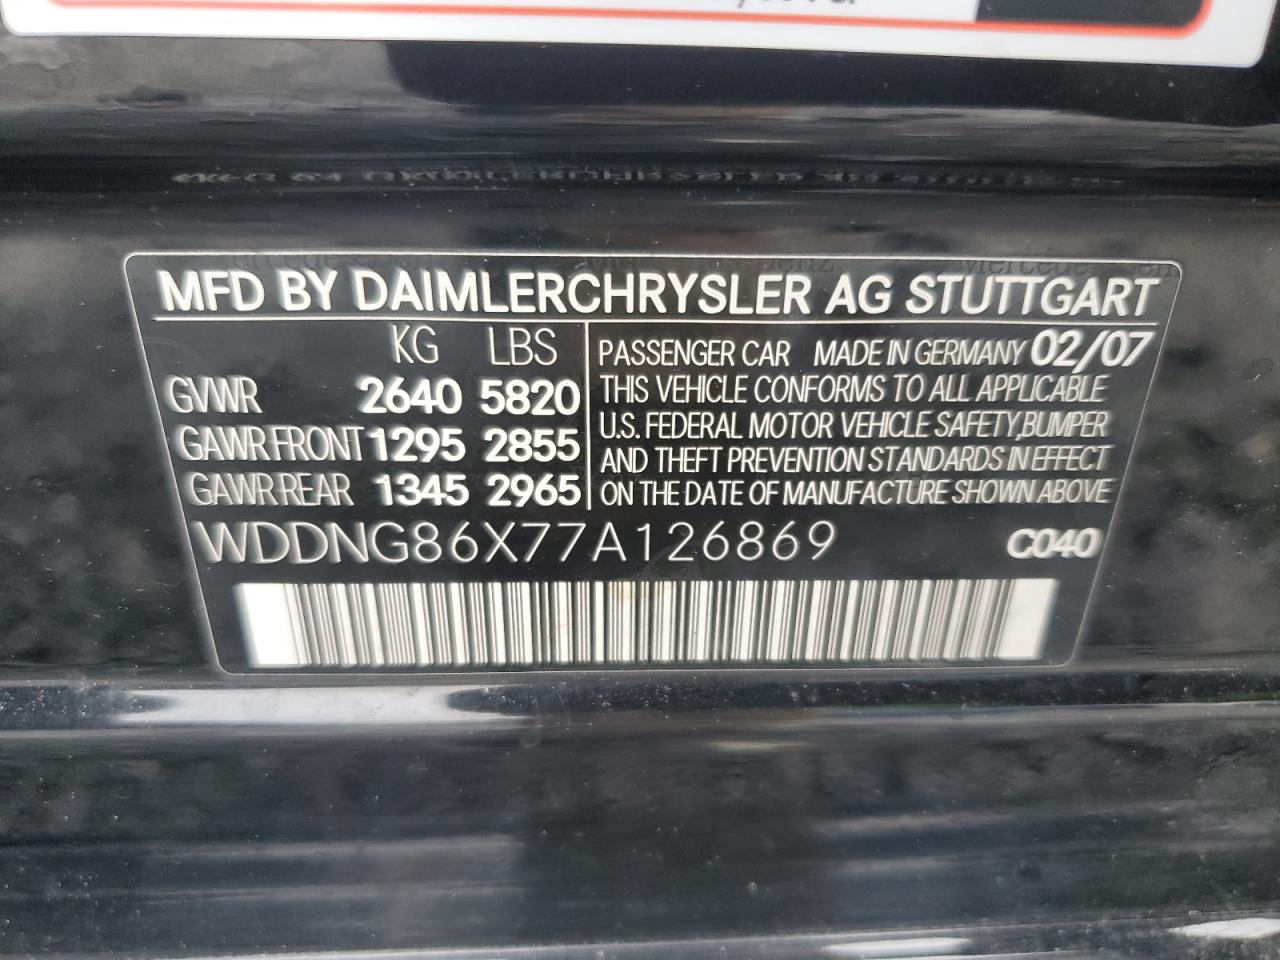 MFD BY DAIMLERCHRYSLER AG STUTTGART
KG LBS
GVWR 2640 5820
GAWR FRONT 1295 2855
GAWR REAR 1345 2965
PASSENGER CAR MADE IN GERMANY 02/07
THIS VEHICLE CONFORMS TO ALL APPLICABLE
U.S. FEDERAL MOTOR VEHICLE SAFETY, BUMPER
AND THEFT PREVENTION STANDARDS IN EFFECT
ON THE DATE OF MANUFACTURE SHOWN ABOVE
WDDNG86X77A126869 C040